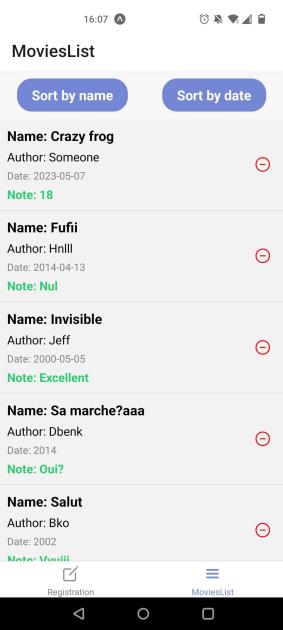 16:07
MoviesList
Sort by name
Sort by date
Name: Crazy frog
Author: Someone
Date: 2023-05-07
Note: 18
Name: Fufii
Author: Hnlll
Date: 2014-04-13
Note: Nul
Name: Invisible
Author: Jeff
Date: 2000-05-05
Note: Excellent
Name: Sa marche?aaa
Author: Dbenk
Date: 2014
Note: Oui?
Name: Salut
Author: Bko
Date: 2002
Note:
Registration
MoviesList